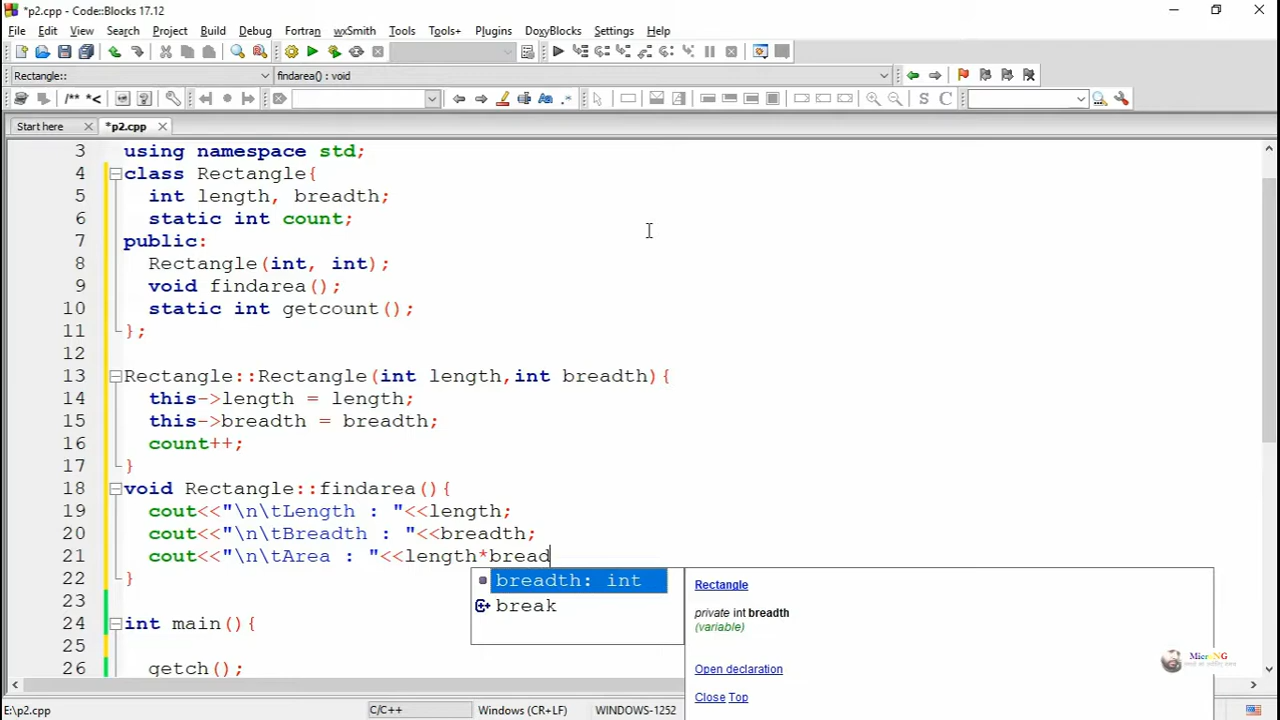 *p2.cpp - Code::Blocks 17.12
File Edit View Search Project Build Debug Fortran wxSmith Tools Tools+ Plugins DoxyBlocks Settings Help
Rectangle:: findarea() : void
/** *< S C
Start here *p2.cpp
3 using namespace std;
4 class Rectangle{
5 int length, breadth;
6 static int count;
7 public:
8 Rectangle(int, int);
9 void findarea();
10 static int getcount();
11 };
12
13 Rectangle::Rectangle(int length,int breadth){
14 this->length = length;
15 this->breadth = breadth;
16 count++;
17 }
18 void Rectangle::findarea(){
19 cout<<"\n\tLength : "<<length;
20 cout<<"\n\tBreadth : "<<breadth;
21 cout<<"\n\tArea : "<<length*bread
22 }
breadth: int
break
Rectangle
private int breadth
(variable)
Open declaration
Close Top
23
24 int main(){
25
26 getch();
MicroNG
E:\p2.cpp C/C++ Windows (CR+LF) WINDOWS-1252